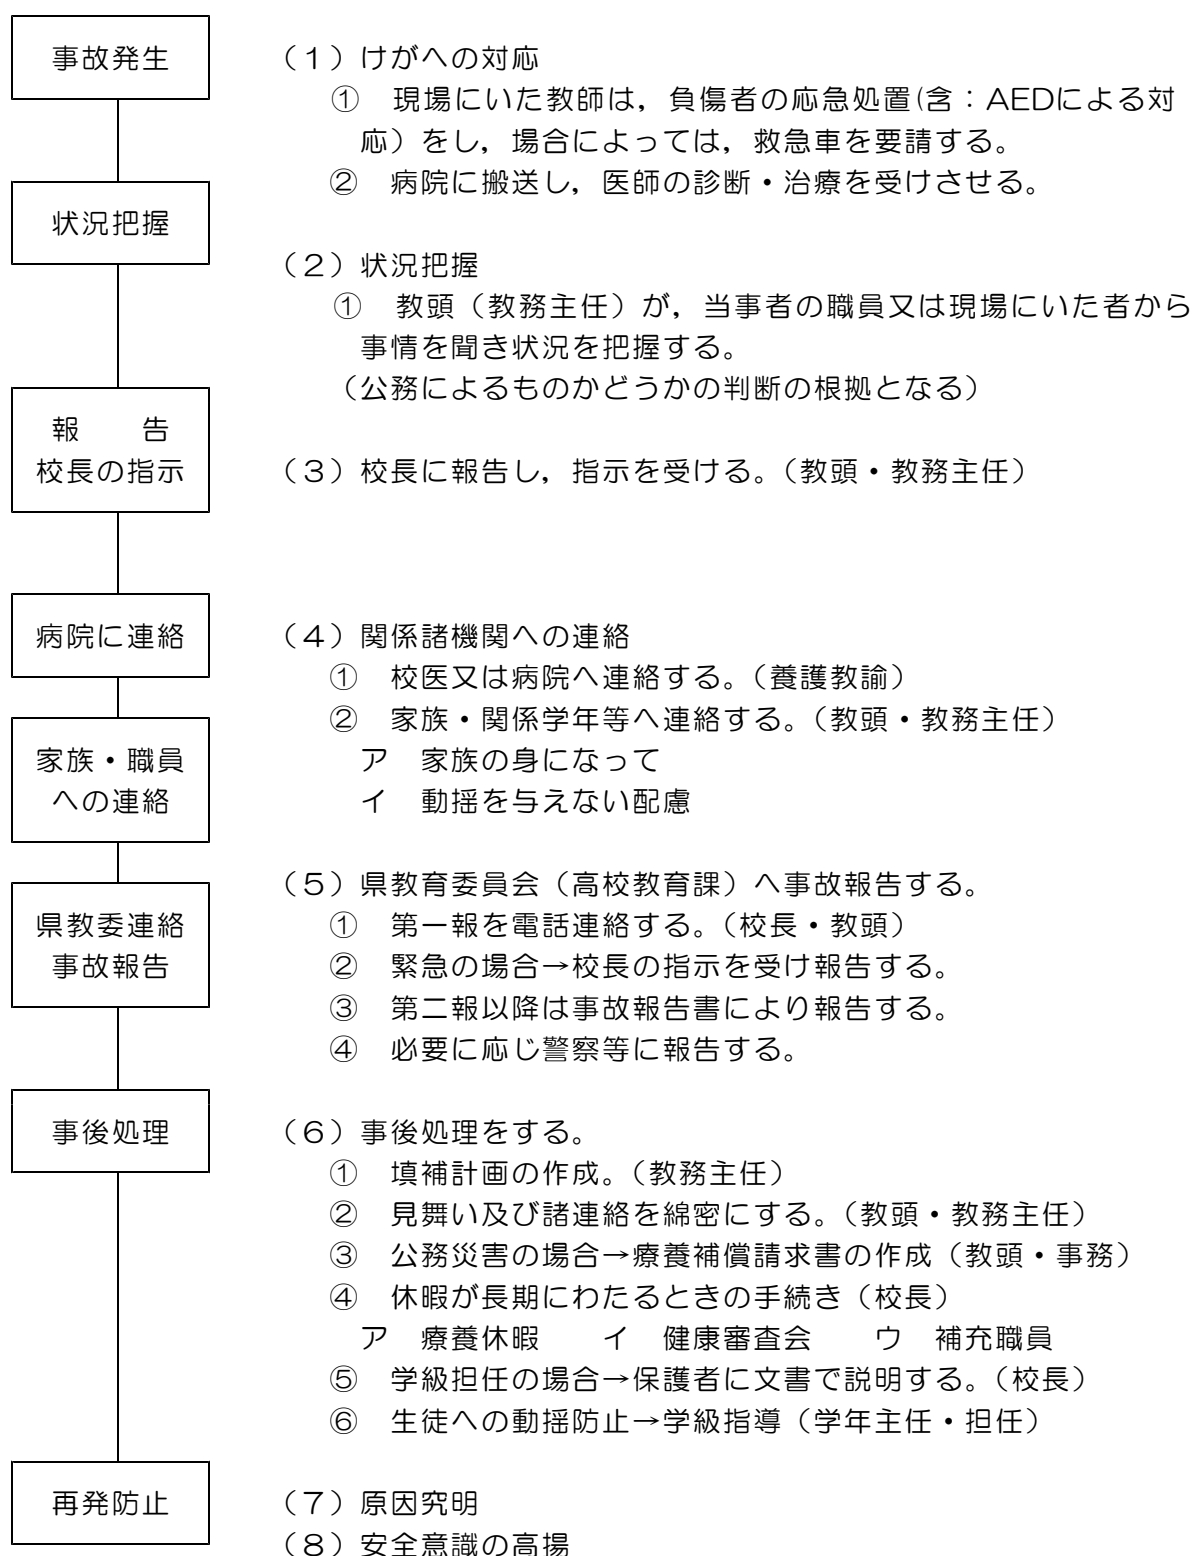 事故発生
（１）けがへの対応
① 現場にいた教師は，負傷者の応急処置(含：AEDによる対
応）をし，場合によっては，救急車を要請する。
② 病院に搬送し，医師の診断・治療を受けさせる。
状況把握
（２）状況把握
① 教頭（教務主任）が，当事者の職員又は現場にいた者から
事情を聞き状況を把握する。
（公務によるものかどうかの判断の根拠となる）
報　　告
校長の指示
（３）校長に報告し，指示を受ける。（教頭・教務主任）
病院に連絡
（４）関係諸機関への連絡
① 校医又は病院へ連絡する。（養護教諭）
② 家族・関係学年等へ連絡する。（教頭・教務主任）
ア　家族の身になって
イ　動揺を与えない配慮
家族・職員
への連絡
（５）県教育委員会（高校教育課）へ事故報告する。
① 第一報を電話連絡する。（校長・教頭）
② 緊急の場合→校長の指示を受け報告する。
③ 第二報以降は事故報告書により報告する。
④ 必要に応じ警察等に報告する。
県教委連絡
事故報告
事後処理
（６）事後処理をする。
① 填補計画の作成。（教務主任）
② 見舞い及び諸連絡を綿密にする。（教頭・教務主任）
③ 公務災害の場合→療養補償請求書の作成（教頭・事務）
④ 休暇が長期にわたるときの手続き（校長）
ア　療養休暇　　イ　健康審査会　　ウ　補充職員
⑤ 学級担任の場合→保護者に文書で説明する。（校長）
⑥ 生徒への動揺防止→学級指導（学年主任・担任）
再発防止
（７）原因究明
（８）安全意識の高揚